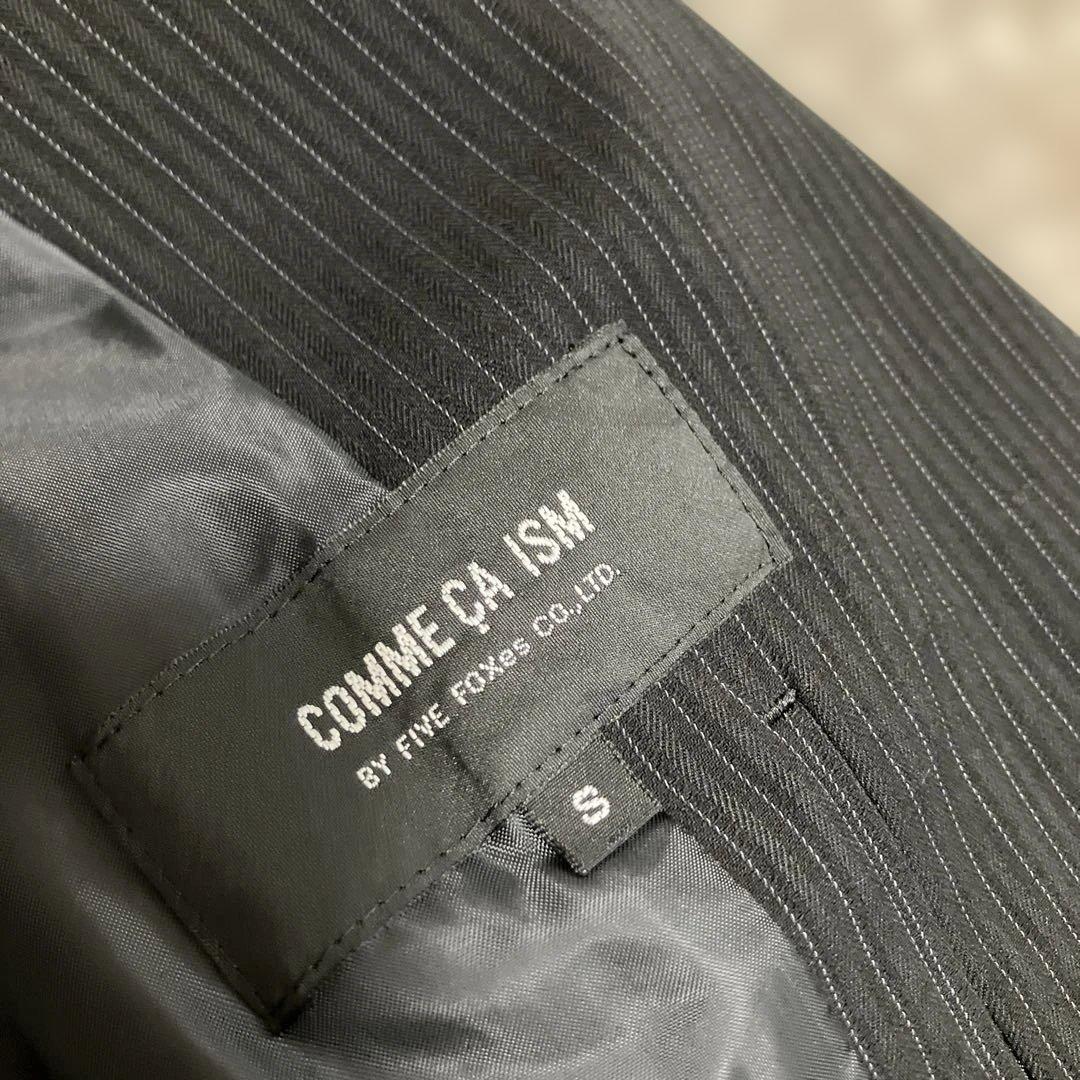 COMME ÇA ISM
BY FIVE FOXes CO.,LTD.
S